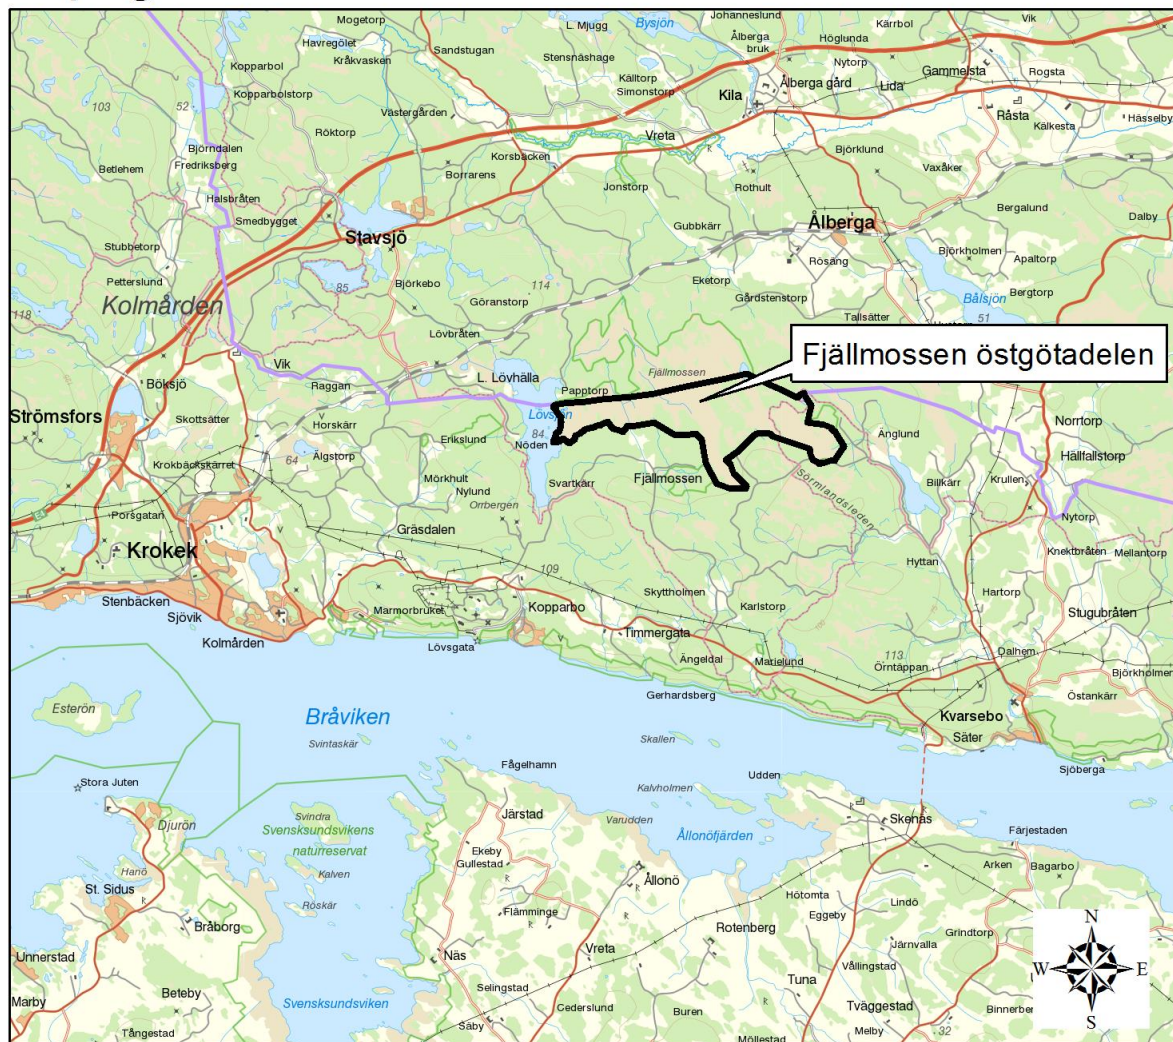 Mogetorp
L. Mjugg
Bysjön
Johanneslund
Kärrbol
Vik
Havregölet
Kråkvasken
Sandstugan
Stensnäshage
Ålberga
bruk
Höglunda
Nytorp
Gammelsta
Rogsta
Kopparbol
Kopparbolstorp
Källtorp
Simonstorp
Kila
Ålberga gård
Lida
Råsta
Kälkesta
Hässelby
103
52
Västergården
Röktorp
Vreta
Björklund
Björndalen
Fredriksberg
Korsbäcken
Betlehem
Borrarens
Jonstorp
Rothult
Vaxåker
Halsbråten
Smedbygget
Bergalund
Dalby
Stavsjö
Gubbkärr
Ålberga
Stubbetorp
Björkholmen
Apaltorp
Petterslund
85
Björkebo
114
Eketorp
Rosäng
Bergtorp
118
Kolmården
Göranstorp
Gårdstenstorp
Bålsjön
51
Tallsätter
Lövbråten
Fjällmossen östgötadelen
Vik
L. Lövhälla
Fjällmossen
Böksjö
Raggan
Papptorp
Strömsfors
Skottsätter
Horskärr
Lövsjön
84
Nöden
Erikslund
Änglund
Norrtorp
Hällfallstorp
Krokbäckskärret
64
Älgstorp
Mörkhult
Nylund
Svartkärr
Fjällmossen
Billkärr
Krullen
Sörmlandsleden
E4
Porsgatan
Orrbergen
Nytorp
Gräsdalen
Knektbråten
Mellantorp
Krokek
109
Hyttan
Stenbäcken
Skyttholmen
Karlstorp
Hartorp
Stugubråten
Sjövik
Marmorbruket
Kopparbo
Kolmården
Lövsgata
Timmergata
113
Ängeldal
Marielund
Örntäppan
Dalhem
Björkholmen
Gerhardsberg
Östankärr
Esterön
Bråviken
Kvarsebo
Säter
Svintaskär
Skallen
Sjöberga
Fågelhamn
Udden
Stora Juten
Kalvholmen
Svindra
Järstad
Varudden
Djurön
Svensksundsvikens
naturreservat
Ållonöfjärden
Skenäs
Färjestaden
Ekeby
Gullestad
Harö
Kalven
Ållonö
Arken
Bagarbo
St. Sidus
Röskär
Hötomta
Lindö
Flämminge
Eggeby
Bråborg
Rotenberg
Järnvalla
Grindtorp
N
Unnerstad
Näs
Vreta
Vållingstad
W
E
Marby
Beteby
Svensksundsviken
Selingstad
Tuna
Cederslund
Buren
Tväggestad
S
Tångestad
Säby
Möllestad
Melby
32